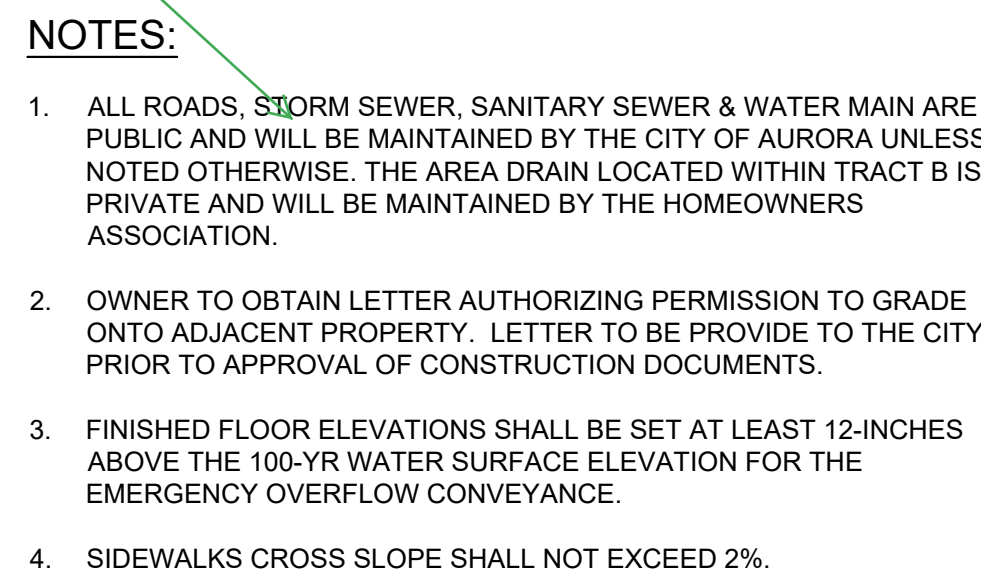 NOTES:
1. ALL ROADS, STORM SEWER, SANITARY SEWER & WATER MAIN ARE
PUBLIC AND WILL BE MAINTAINED BY THE CITY OF AURORA UNLESS
NOTED OTHERWISE. THE AREA DRAIN LOCATED WITHIN TRACT B IS
PRIVATE AND WILL BE MAINTAINED BY THE HOMEOWNERS
ASSOCIATION.
2. OWNER TO OBTAIN LETTER AUTHORIZING PERMISSION TO GRADE
ONTO ADJACENT PROPERTY. LETTER TO BE PROVIDE TO THE CITY
PRIOR TO APPROVAL OF CONSTRUCTION DOCUMENTS.
3. FINISHED FLOOR ELEVATIONS SHALL BE SET AT LEAST 12-INCHES
ABOVE THE 100-YR WATER SURFACE ELEVATION FOR THE
EMERGENCY OVERFLOW CONVEYANCE.
4. SIDEWALKS CROSS SLOPE SHALL NOT EXCEED 2%.